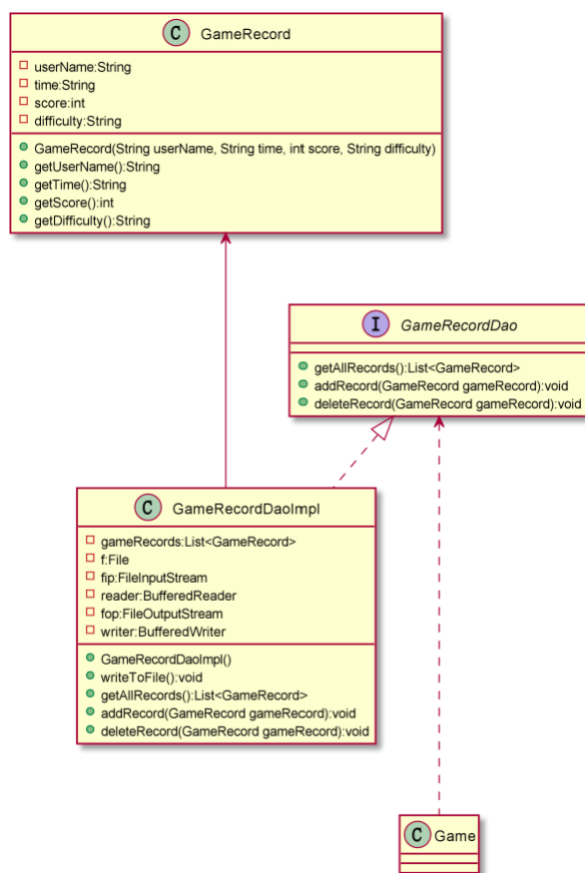 C GameRecord
userName:String
time:String
score:int
difficulty:String
GameRecord(String userName, String time, int score, String difficulty)
getUserName():String
getTime():String
getScore():int
getDifficulty():String
I GameRecordDao
getAllRecords():List<GameRecord>
addRecord(GameRecord gameRecord):void
deleteRecord(GameRecord gameRecord):void
C GameRecordDaoImpl
gameRecords:List<GameRecord>
f:File
fip:FileInputStream
reader:BufferedReader
fop:FileOutputStream
writer:BufferedWriter
GameRecordDaoImpl()
writeToFile():void
getAllRecords():List<GameRecord>
addRecord(GameRecord gameRecord):void
deleteRecord(GameRecord gameRecord):void
C Game